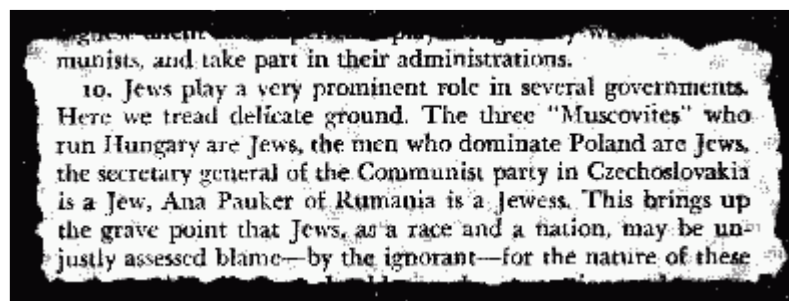 munists, and take part in their administrations.
10. Jews play a very prominent role in several governments.
Here we tread delicate ground. The three "Muscovites" who
run Hungary are Jews, the men who dominate Poland are Jews,
the secretary general of the Communist party in Czechoslovakia
is a Jew, Ana Pauker of Rumania is a Jewess. This brings up
the grave point that Jews, as a race and a nation, may be un-
justly assessed blame—by the ignorant—for the nature of these